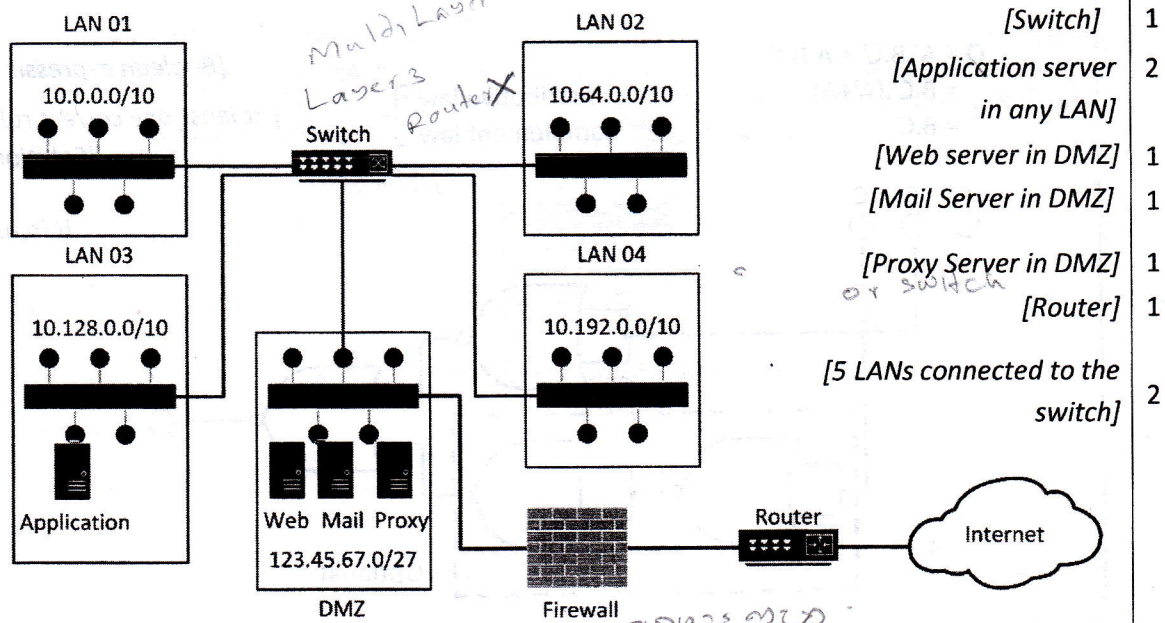 LAN 01
Multi Layer
LAN 02
10.0.0.0/10
Layer 3
Router X
10.64.0.0/10
Switch
LAN 03
LAN 04
10.128.0.0/10
10.192.0.0/10
Application
Web Mail Proxy
123.45.67.0/27
DMZ
Firewall
Router
Internet
[Switch] 1
[Application server 2
in any LAN]
[Web server in DMZ] 1
[Mail Server in DMZ] 1
[Proxy Server in DMZ] 1
or switch
[Router] 1
[5 LANs connected to the
switch] 2